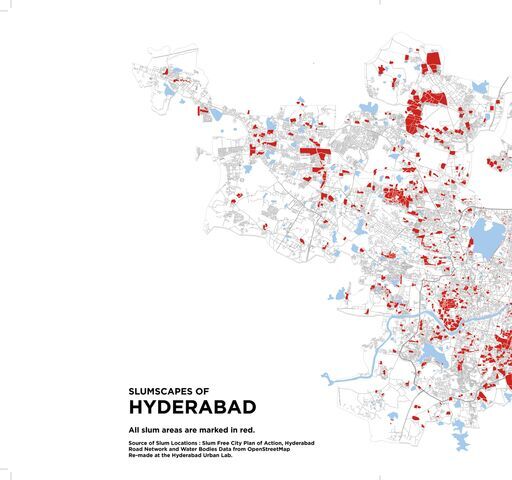 SLUMSCAPES OF
HYDERABAD
All slum areas are marked in red.
Source of Slum Locations : Slum Free City Plan of Action, Hyderabad
Road Network and Water Bodies Data from OpenStreetMap
Re-made at the Hyderabad Urban Lab.